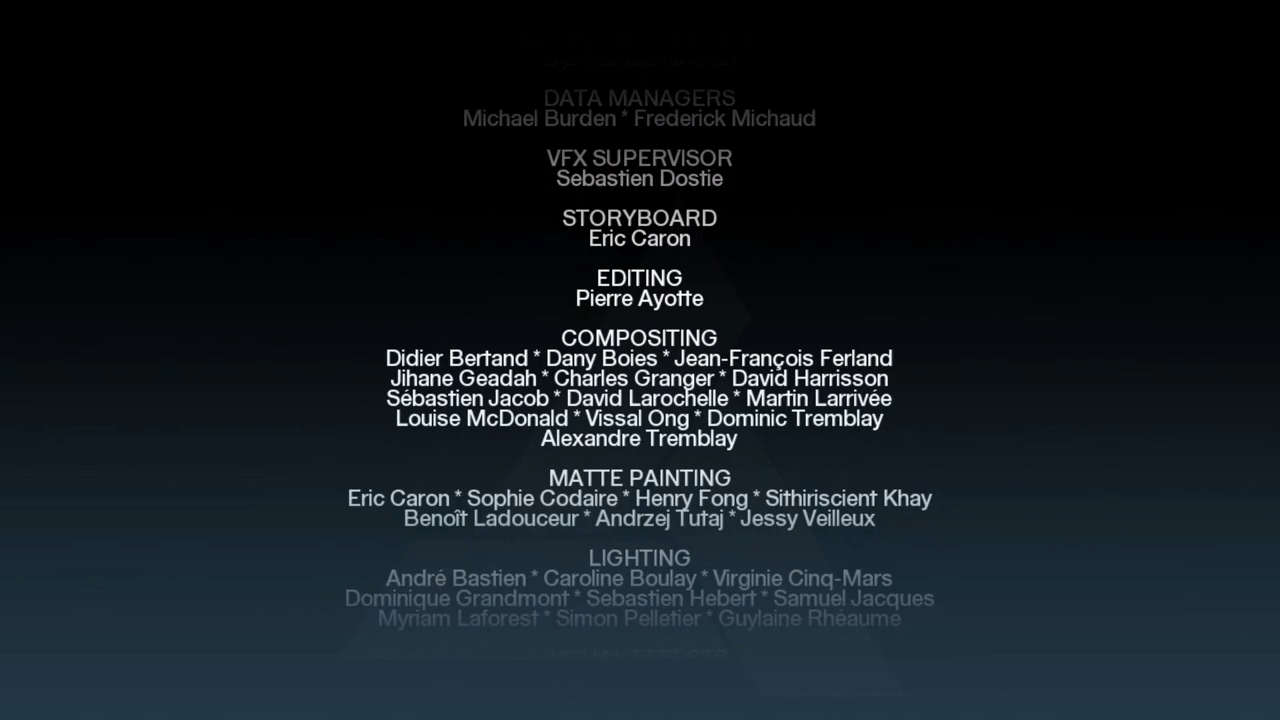 DATA MANAGERS
Michael Burden * Frederick Michaud
VFX SUPERVISOR
Sebastien Dostie
STORYBOARD
Eric Caron
EDITING
Pierre Ayotte
COMPOSITING
Didier Bertand * Dany Boies * Jean-François Ferland
Jihane Geadah * Charles Granger * David Harrisson
Sébastien Jacob * David Larochelle * Martin Larrivée
Louise McDonald * Vissal Ong * Dominic Tremblay
Alexandre Tremblay
MATTE PAINTING
Eric Caron * Sophie Codaire * Henry Fong * Sithiriscient Khay
Benoît Ladouceur * Andrzej Tutaj * Jessy Veilleux
LIGHTING
André Bastien * Caroline Boulay * Virginie Cinq-Mars
Dominique Grandmont * Sebastien Hebert * Samuel Jacques
Myriam Laforest * Simon Pelletier * Guylaine Rhéaume
VISUAL EFFECTS